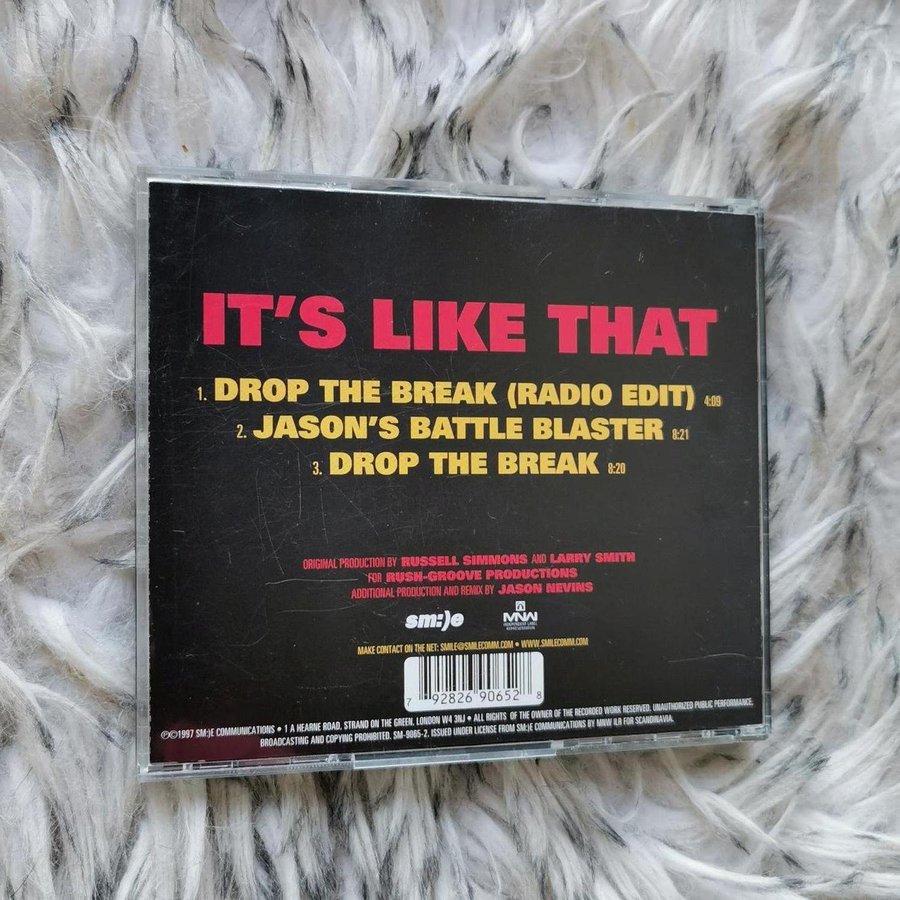 IT'S LIKE THAT
1. DROP THE BREAK (RADIO EDIT) 4:09
2. JASON'S BATTLE BLASTER 8:21
3. DROP THE BREAK 8:20
ORIGINAL PRODUCTION BY RUSSELL SIMMONS AND LARRY SMITH
FOR RUSH-GROOVE PRODUCTIONS
ADDITIONAL PRODUCTION AND REMIX BY JASON NEVINS
sm:)e
MNW
INDEPENDENT LABEL
REPRESENTATION
MAKE CONTACT ON THE NET: SMILE@SMILECOMM.COM • WWW.SMILECOMM.COM
7 92826 90652 8
℗©1997 SM:)E COMMUNICATIONS • 1 A HEARNE ROAD, STRAND ON THE GREEN, LONDON W4 3NJ • ALL RIGHTS OF THE OWNER OF THE RECORDED WORK RESERVED. UNAUTHORIZED PUBLIC PERFORMANCE,
BROADCASTING AND COPYING PROHIBITED. SM-9065-2. ISSUED UNDER LICENSE FROM SM:)E COMMUNICATIONS BY MNW ILR FOR SCANDINAVIA.